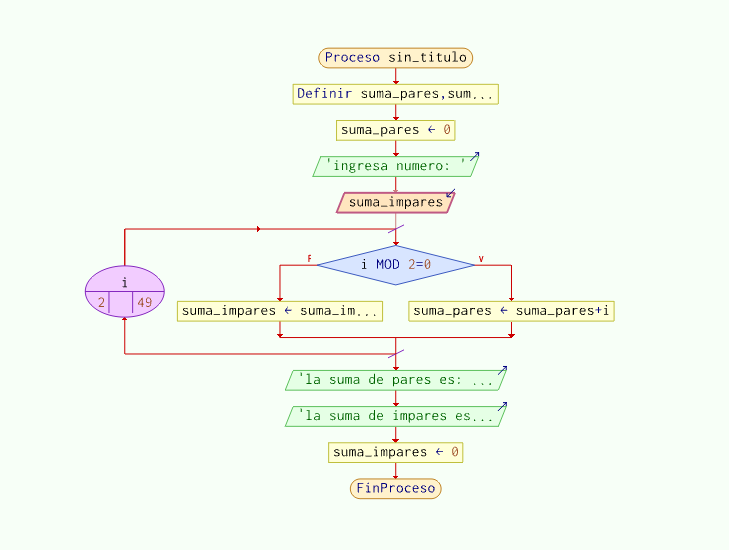 Proceso sin_titulo
Definir suma_pares,sum...
suma_pares ← 0
'ingresa numero: '
suma_impares
i
2 49
i MOD 2=0
F
V
suma_impares ← suma_im...
suma_pares ← suma_pares+i
'la suma de pares es: ...
'la suma de impares es...
suma_impares ← 0
FinProceso